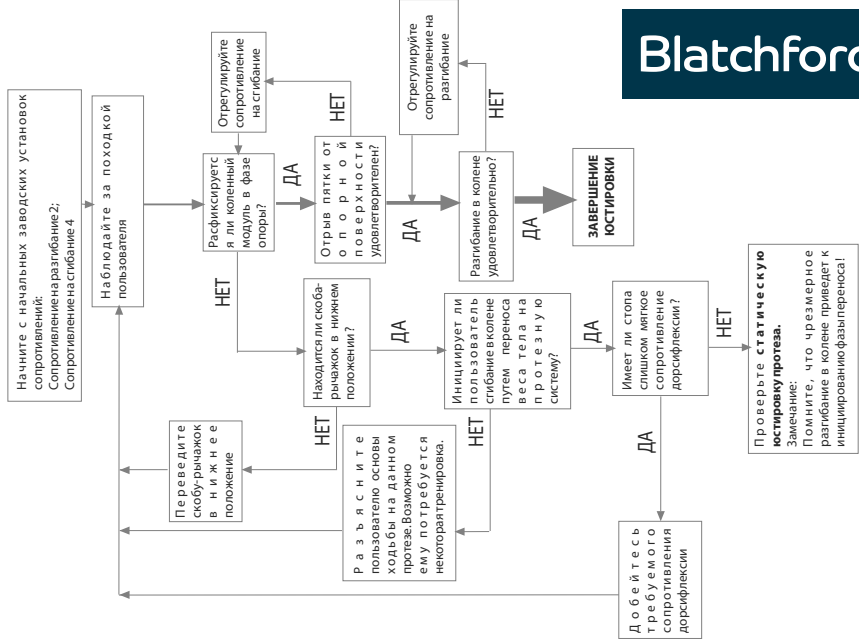 Blatchford
Начните с начальных заводских установок
сопротивлений:
Сопротивление на разгибание 2;
Сопротивление на сгибание 4
Наблюдайте за походкой
пользователя
Отрегулируйте
сопротивление
на сгибание
НЕТ
Расфиксируетс
я ли коленный
модуль в фазе
опоры?
ДА
Отрыв пятки от
опорной
поверхности
удовлетворителен?
ДА
Отрегулируйте
сопротивление на
разгибание
НЕТ
Разгибание в колене
удовлетворительно?
ДА
ЗАВЕРШЕНИЕ
ЮСТИРОВКИ
НЕТ
Находится ли скоба-
рычажок в нижнем
положении?
ДА
НЕТ
Переведите
скобу-рычажок
в нижнее
положение
Инициирует ли
пользователь
сгибание в колене
путем переноса
веса тела на
протезную
систему?
ДА
НЕТ
Разъясните
пользователю основы
ходьбы на данном
протезе. Возможно
ему потребуется
некоторая тренировка.
Имеет ли стопа
слишком мягкое
сопротивление
дорсифлексии?
НЕТ
ДА
Добейтесь
требуемого
сопротивления
дорсифлексии
Проверьте статическую
юстировку протеза.
Замечание:
Помните, что чрезмерное
разгибание в колене приведет к
инициированию фазы переноса!